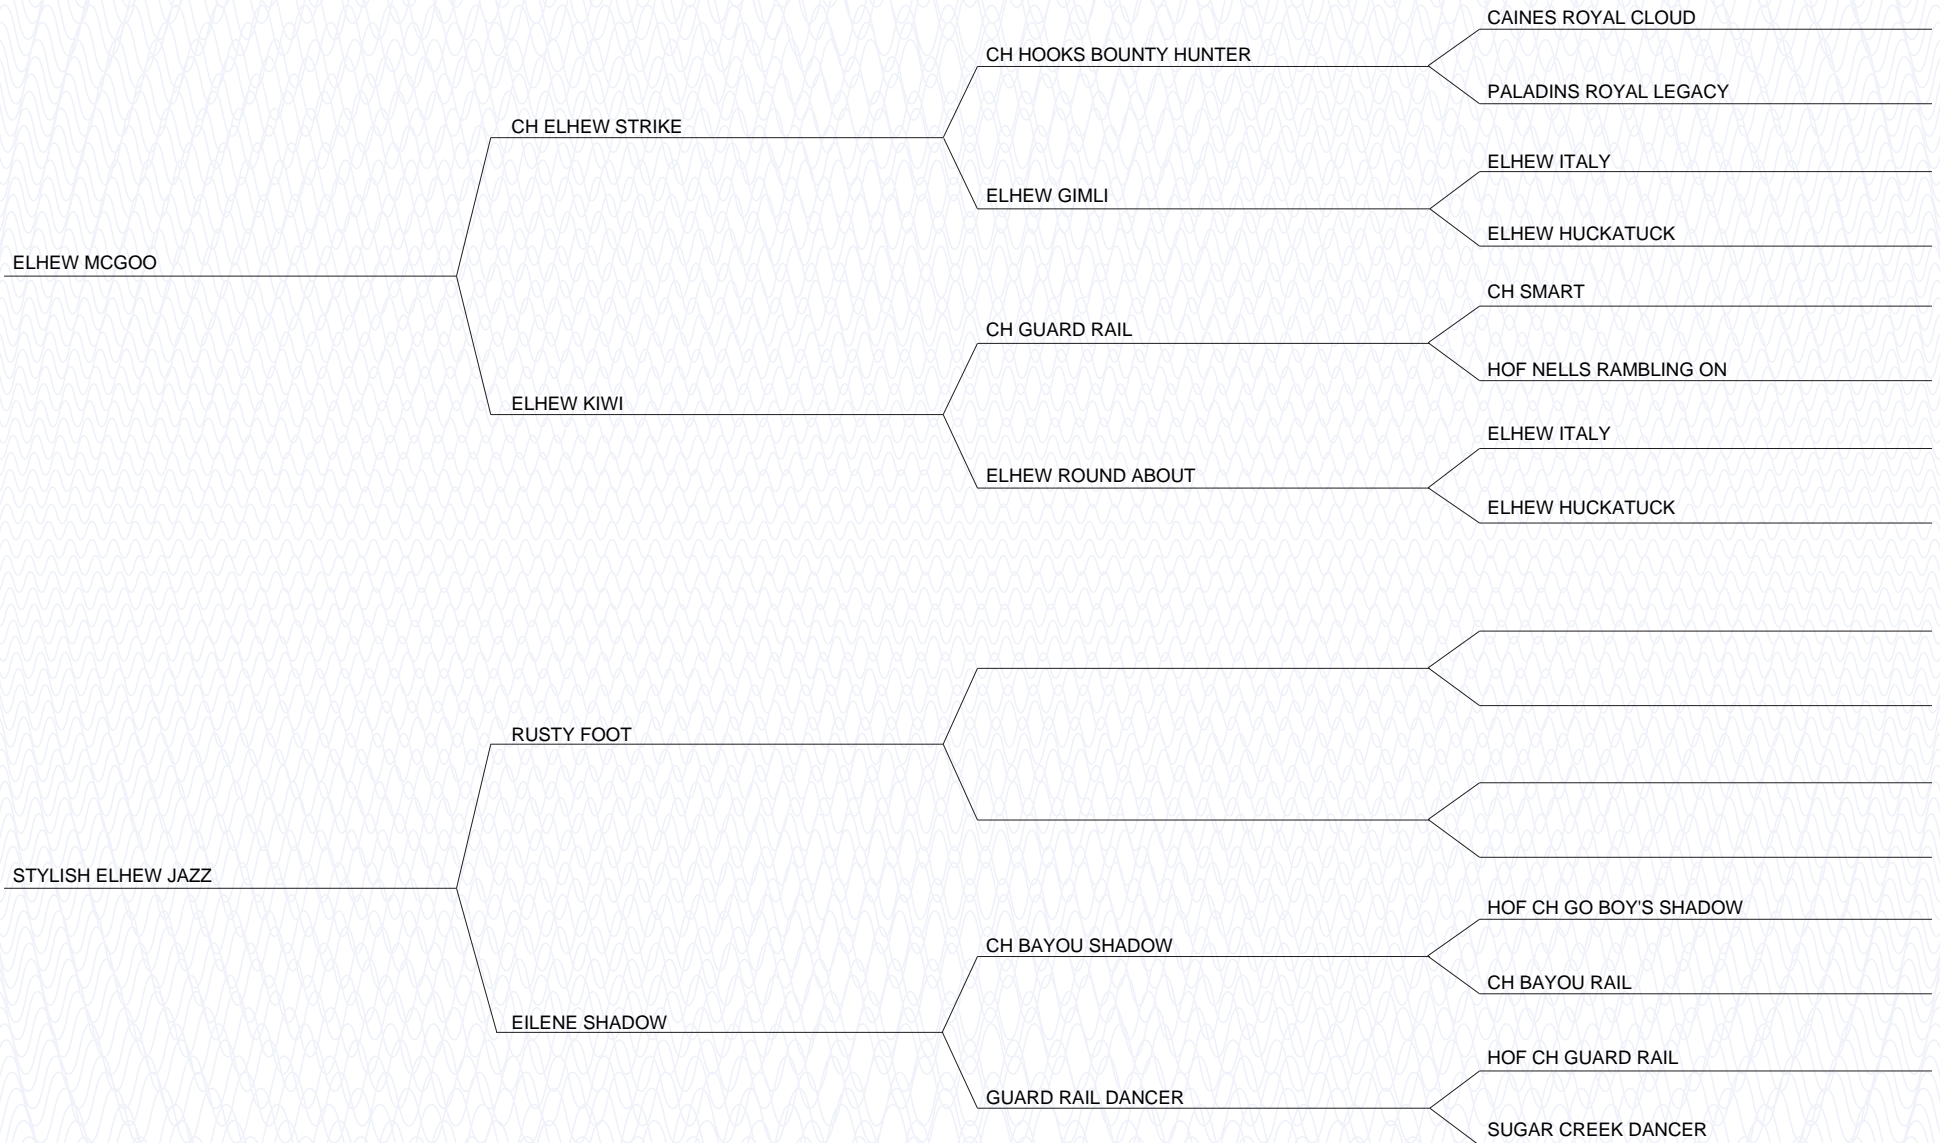 CAINES ROYAL CLOUD
CH HOOKS BOUNTY HUNTER
PALADINS ROYAL LEGACY
CH ELHEW STRIKE
ELHEW ITALY
ELHEW GIMLI
ELHEW HUCKATUCK
ELHEW MCGOO
CH SMART
CH GUARD RAIL
HOF NELLS RAMBLING ON
ELHEW KIWI
ELHEW ITALY
ELHEW ROUND ABOUT
ELHEW HUCKATUCK
RUSTY FOOT
STYLISH ELHEW JAZZ
HOF CH GO BOY'S SHADOW
CH BAYOU SHADOW
CH BAYOU RAIL
EILENE SHADOW
HOF CH GUARD RAIL
GUARD RAIL DANCER
SUGAR CREEK DANCER